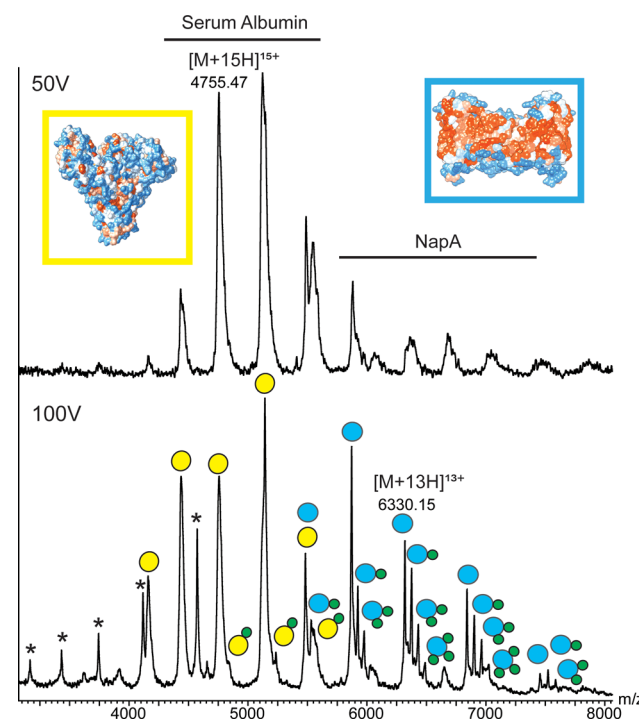 Serum Albumin
[M+15H]¹⁵⁺
4755.47
50V
NapA
100V
[M+13H]¹³⁺
6330.15
*
*
*
*
*
4000
5000
6000
7000
8000
m/z